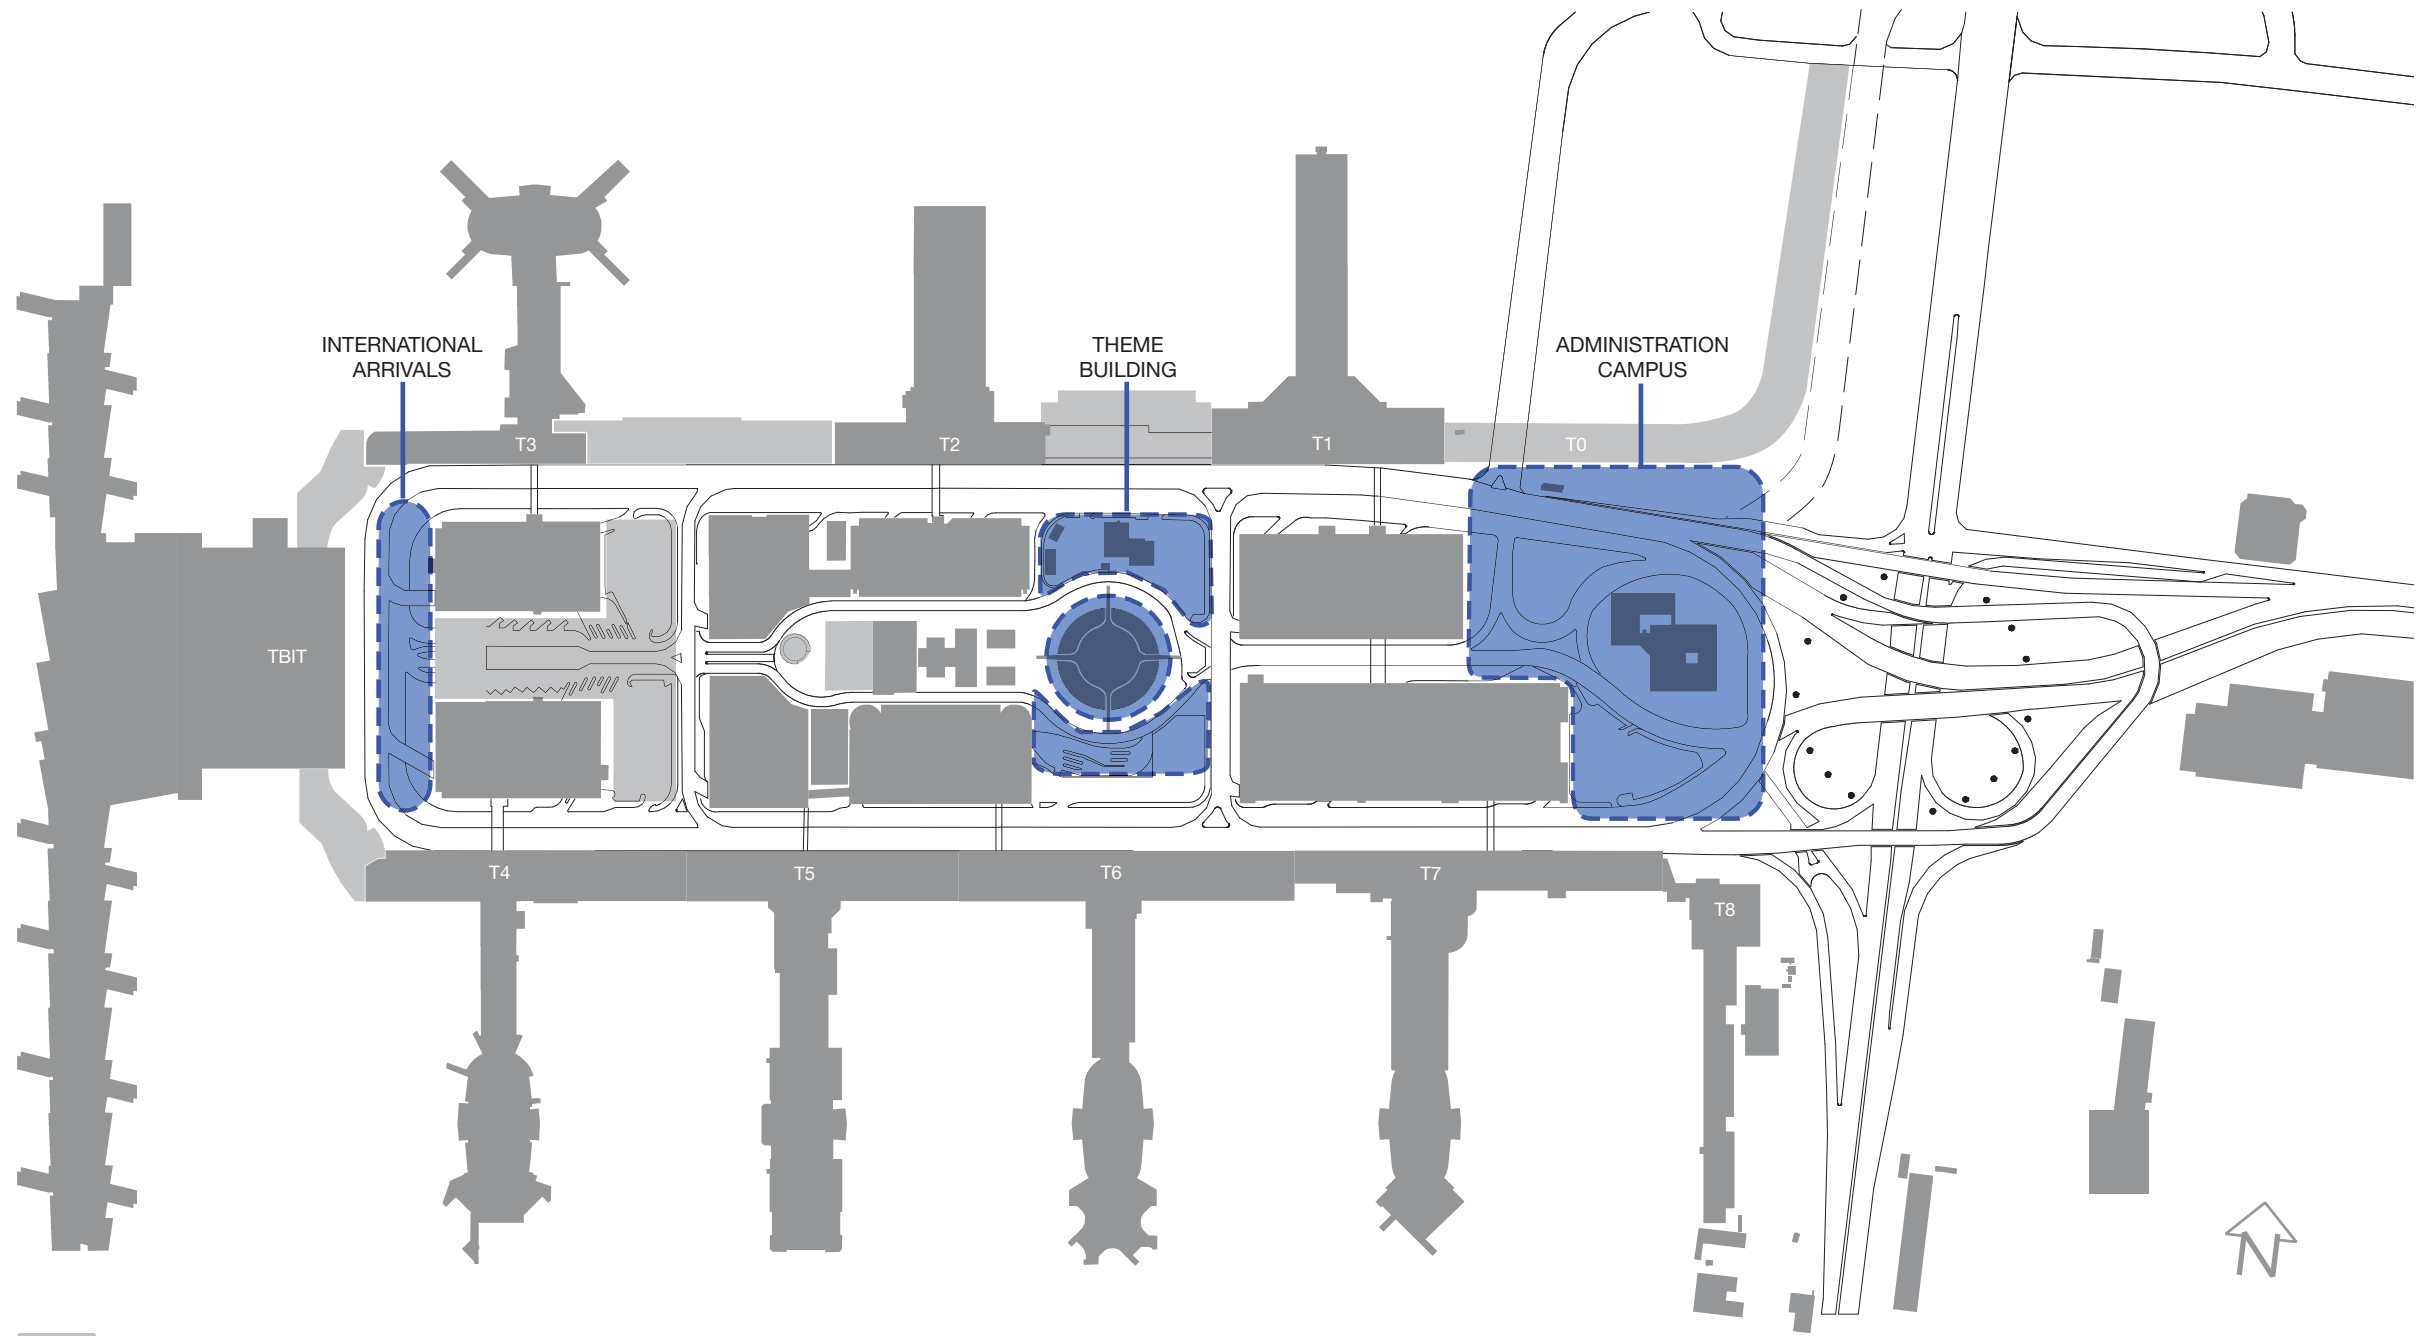 INTERNATIONAL
ARRIVALS
THEME
BUILDING
ADMINISTRATION
CAMPUS
T3
T2
T1
T0
TBIT
T4
T5
T6
T7
T8
N